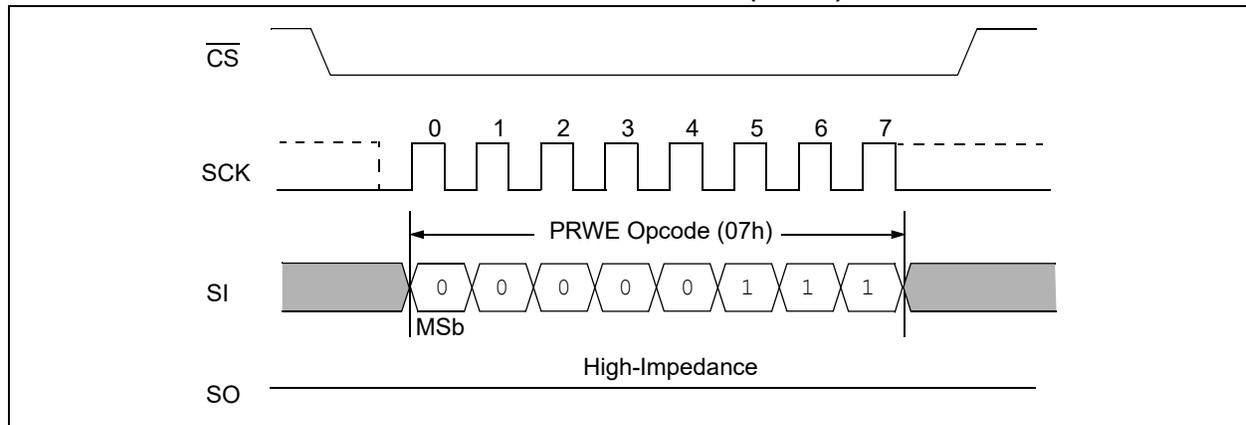 CS
0 1 2 3 4 5 6 7
SCK
PRWE Opcode (07h)
SI 0 0 0 0 0 1 1 1
MSb
High-Impedance
SO